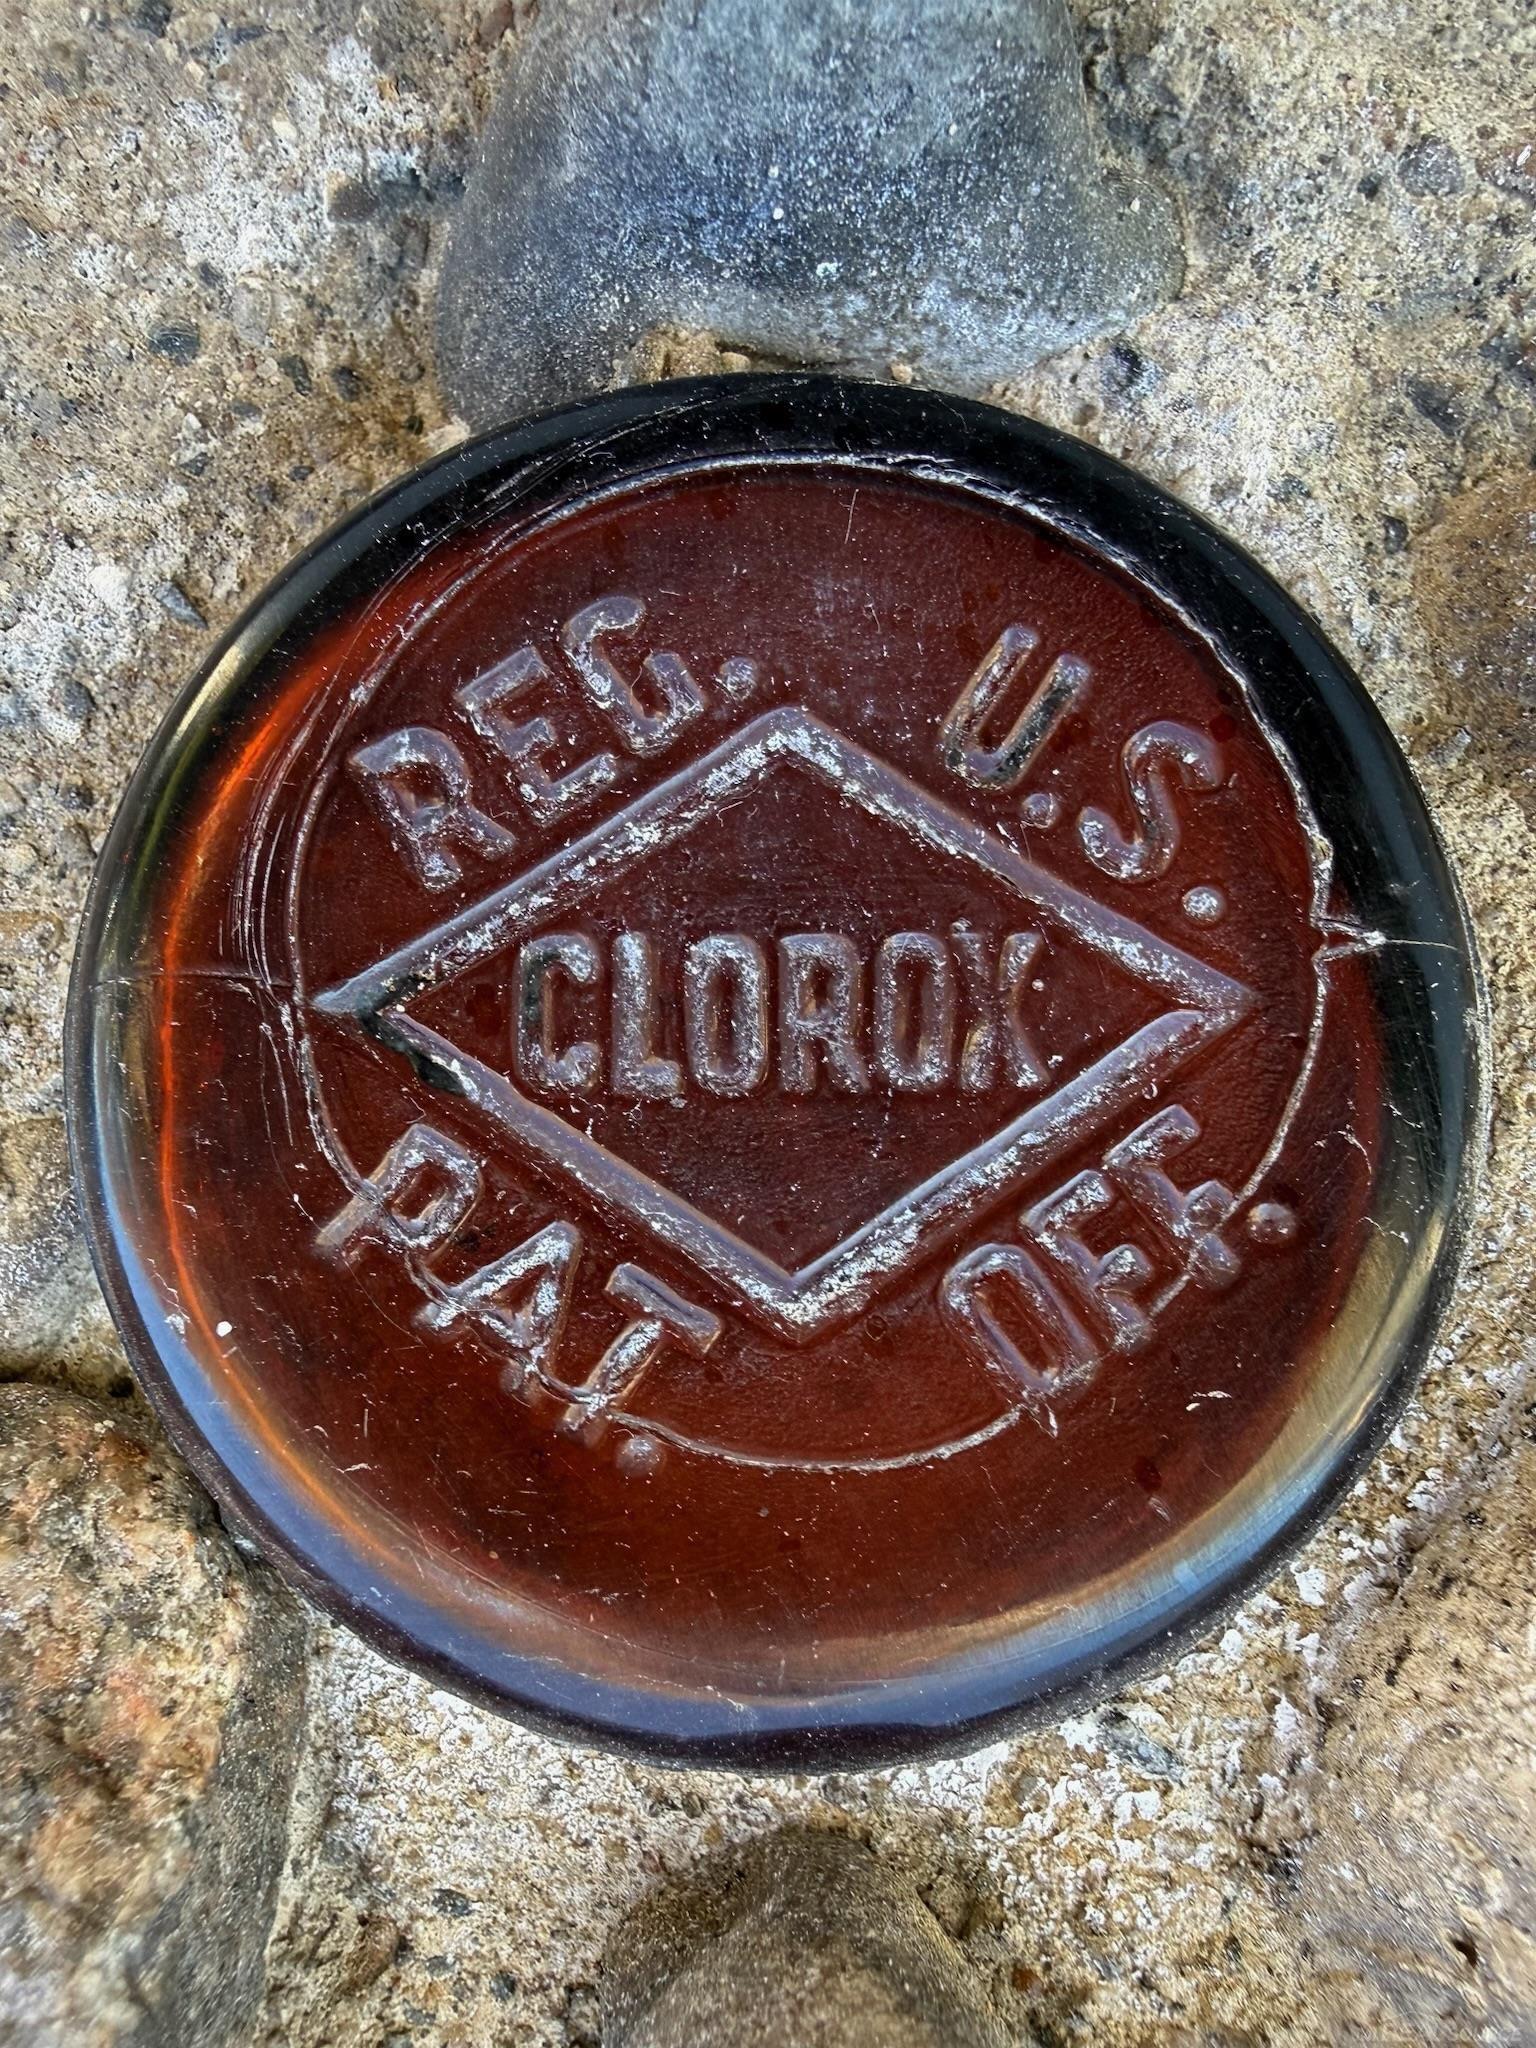 REG. U.S.
CLOROX
PAT. OFF.